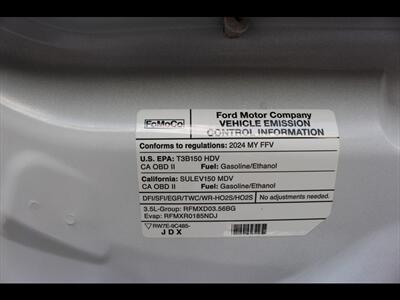 FoMoCo
Ford Motor Company
VEHICLE EMISSION
CONTROL INFORMATION
Conforms to regulations: 2024 MY FFV
U.S. EPA: T3B150 HDV
CA OBD II Fuel: Gasoline/Ethanol
California: SULEV150 MDV
CA OBD II Fuel: Gasoline/Ethanol
DFI/SFI/EGR/TWC/WR-HO2S/HO2S No adjustments needed.
3.5L-Group: RFMXD03.56BG
Evap: RFMXR0185NDJ
RW7E-9C485-
JDX